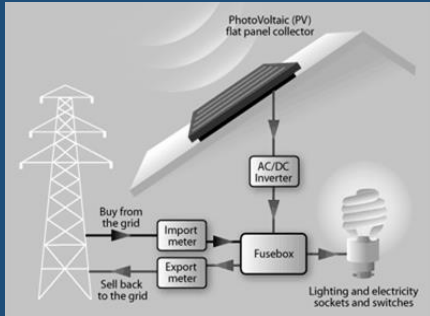 PhotoVoltaic (PV)
flat panel collector
AC/DC
Inverter
Buy from
the grid
Import
meter
Fusebox
Export
meter
Sell back
to the grid
Lighting and electricity
sockets and switches